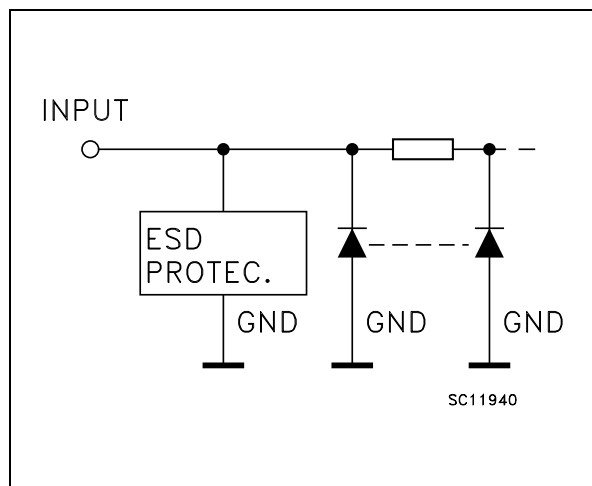 INPUT
ESD
PROTEC.
GND
GND
GND
SC11940